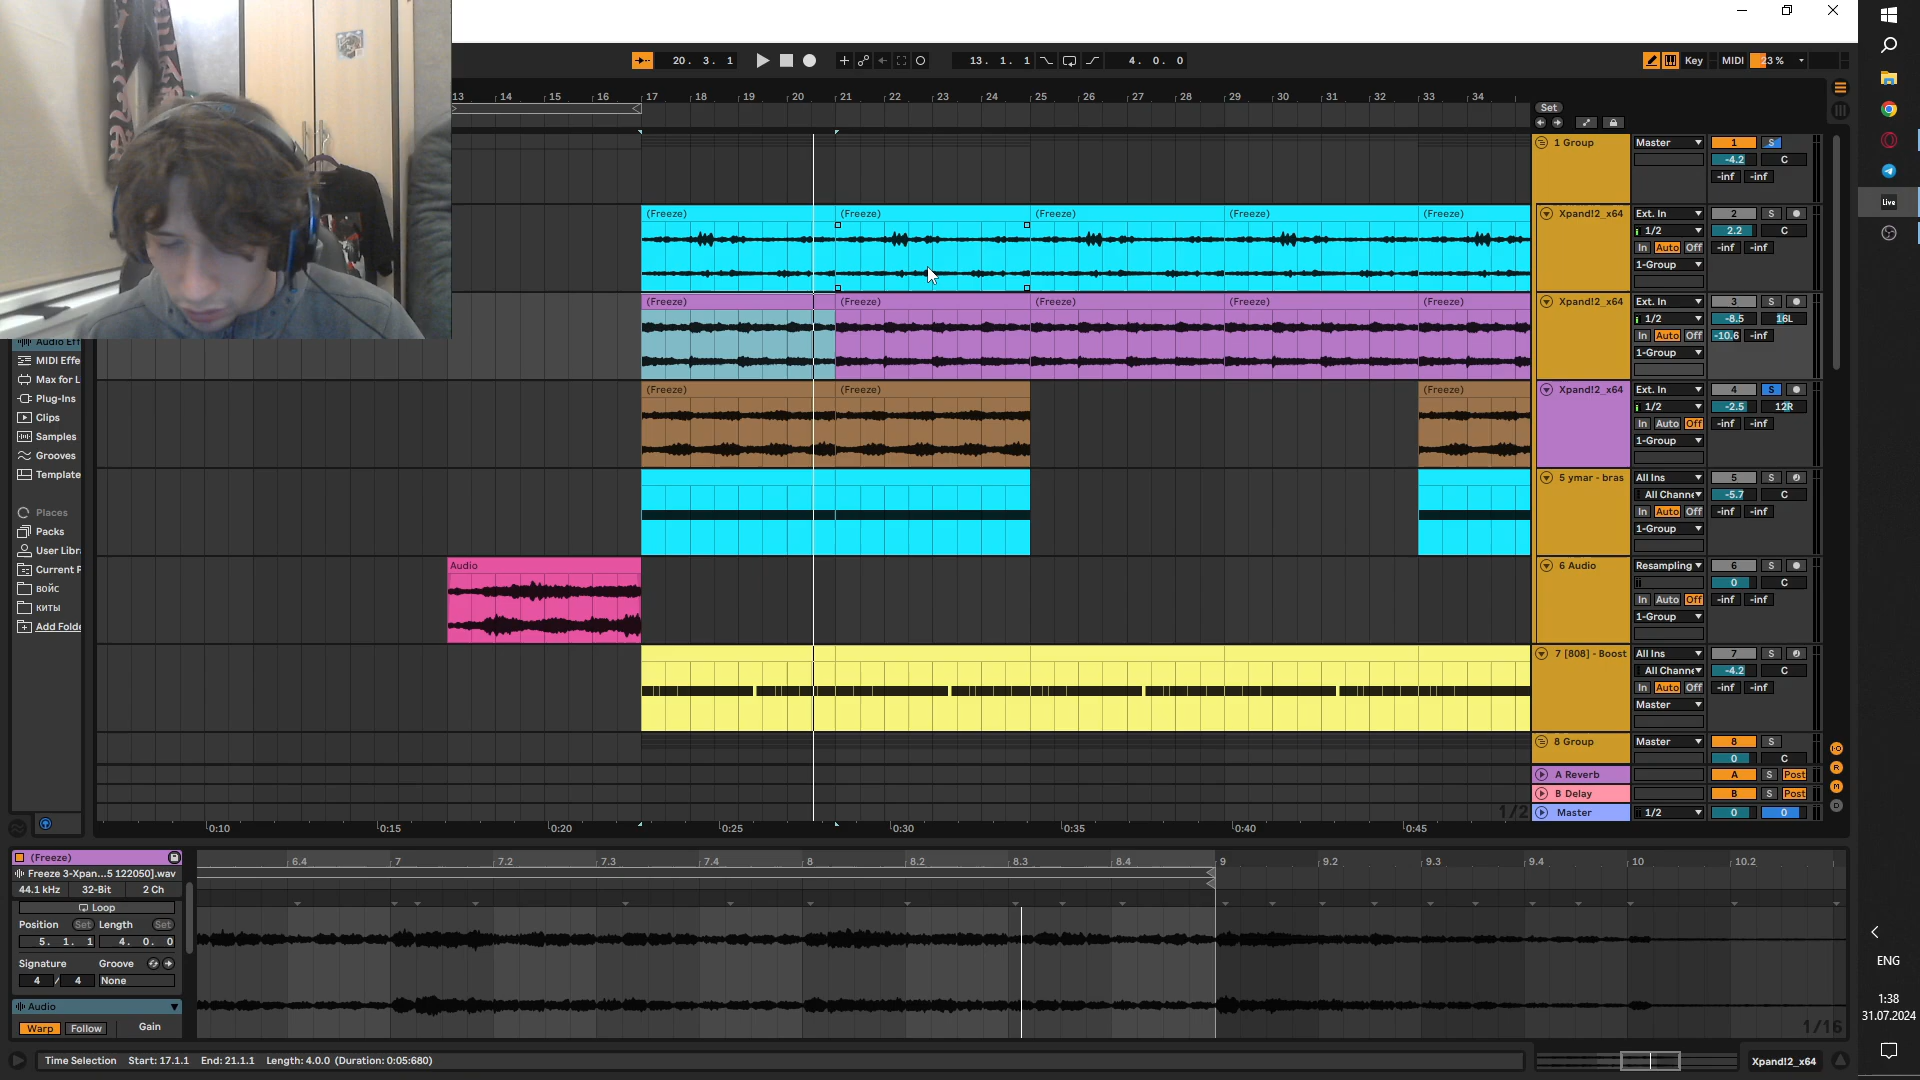 20. 3. 1
13. 1. 1
4. 0. 0
Key
MIDI
23 %
13 14 15 16 17 18 19 20 21 22 23 24 25 26 27 28 29 30 31 32 33 34
Set
1 Group
Master
1
S
-4.2
C
-inf
-inf
(Freeze) (Freeze) (Freeze) (Freeze) (Freeze)
Xpand!2_x64
Ext. In
2
S
1/2
2.2
C
In Auto Off
-inf -inf
1-Group
(Freeze) (Freeze) (Freeze) (Freeze) (Freeze)
Xpand!2_x64
Ext. In
3
S
1/2
-8.5
16L
In Auto Off
-10.6 -inf
1-Group
(Freeze) (Freeze) (Freeze)
Xpand!2_x64
Ext. In
4
S
1/2
-2.5
12R
In Auto Off
-inf -inf
1-Group
5 ymar - bras
All Ins
5
S
All Channe
-5.7
C
In Auto Off
-inf -inf
1-Group
Audio
6 Audio
Resampling
6
S
0
C
In Auto Off
-inf -inf
1-Group
7 [808] - Boost
All Ins
7
S
All Channe
-4.2
C
In Auto Off
-inf -inf
Master
8 Group
Master
8
S
0
C
A Reverb
A
S
Post
B Delay
B
S
Post
1/2
Master
1/2
0
0
0:10 0:15 0:20 0:25 0:30 0:35 0:40 0:45
Audio Eff
MIDI Effe
Max for L
Plug-Ins
Clips
Samples
Grooves
Template
Places
Packs
User Libr
Current P
войс
киты
Add Folde
(Freeze)
Freeze 3-Xpan...5 122050].wav
44.1 kHz 32-Bit 2 Ch
Loop
Position Set Length Set
5. 1. 1 4. 0. 0
Signature Groove
4 / 4 None
Audio
Warp Follow Gain
6.4 7 7.2 7.3 7.4 8 8.2 8.3 8.4 9 9.2 9.3 9.4 10 10.2
1/16
Time Selection Start: 17.1.1 End: 21.1.1 Length: 4.0.0 (Duration: 0:05:680)
Xpand!2_x64
Live
ENG
1:38
31.07.2024